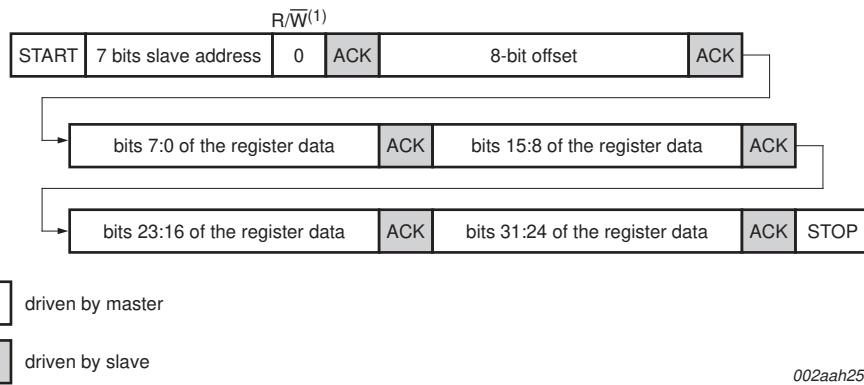 R/W(1)
START 7 bits slave address 0 ACK 8-bit offset ACK
bits 7:0 of the register data ACK bits 15:8 of the register data ACK
bits 23:16 of the register data ACK bits 31:24 of the register data ACK STOP
driven by master
driven by slave
002aah25